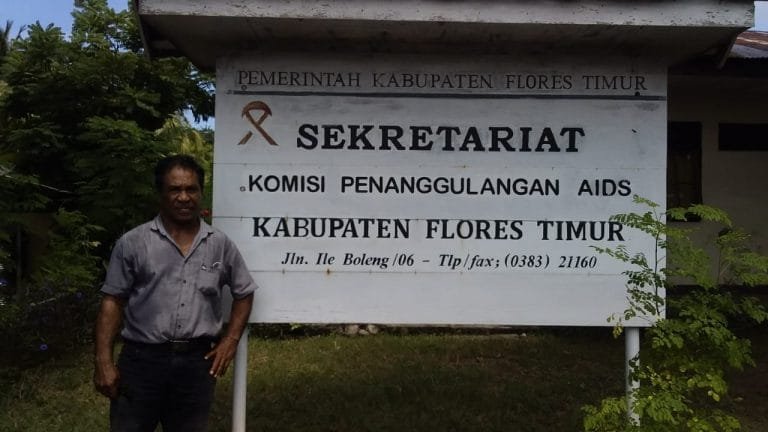 PEMERINTAH KABUPATEN FLORES TIMUR
SEKRETARIAT
KOMISI PENANGGULANGAN AIDS
KABUPATEN FLORES TIMUR
Jln. Ile Boleng/06 - Tlp/fax; (0383) 21160